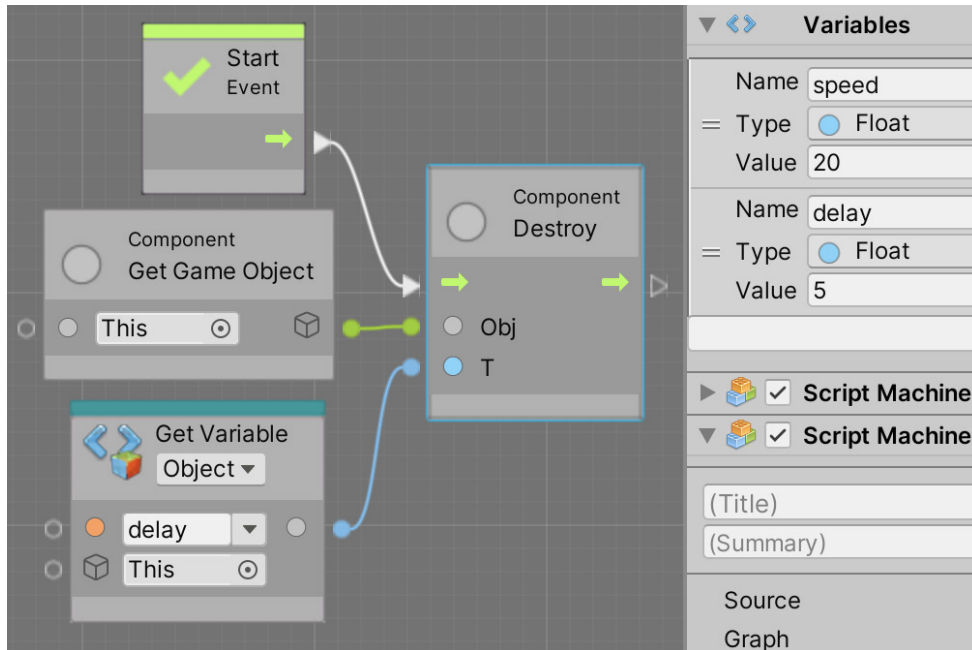 Start
Event
Component
Get Game Object
This
Get Variable
Object
delay
This
Component
Destroy
Obj
T
Variables
Name speed
Type Float
Value 20
Name delay
Type Float
Value 5
Script Machine
Script Machine
(Title)
(Summary)
Source
Graph